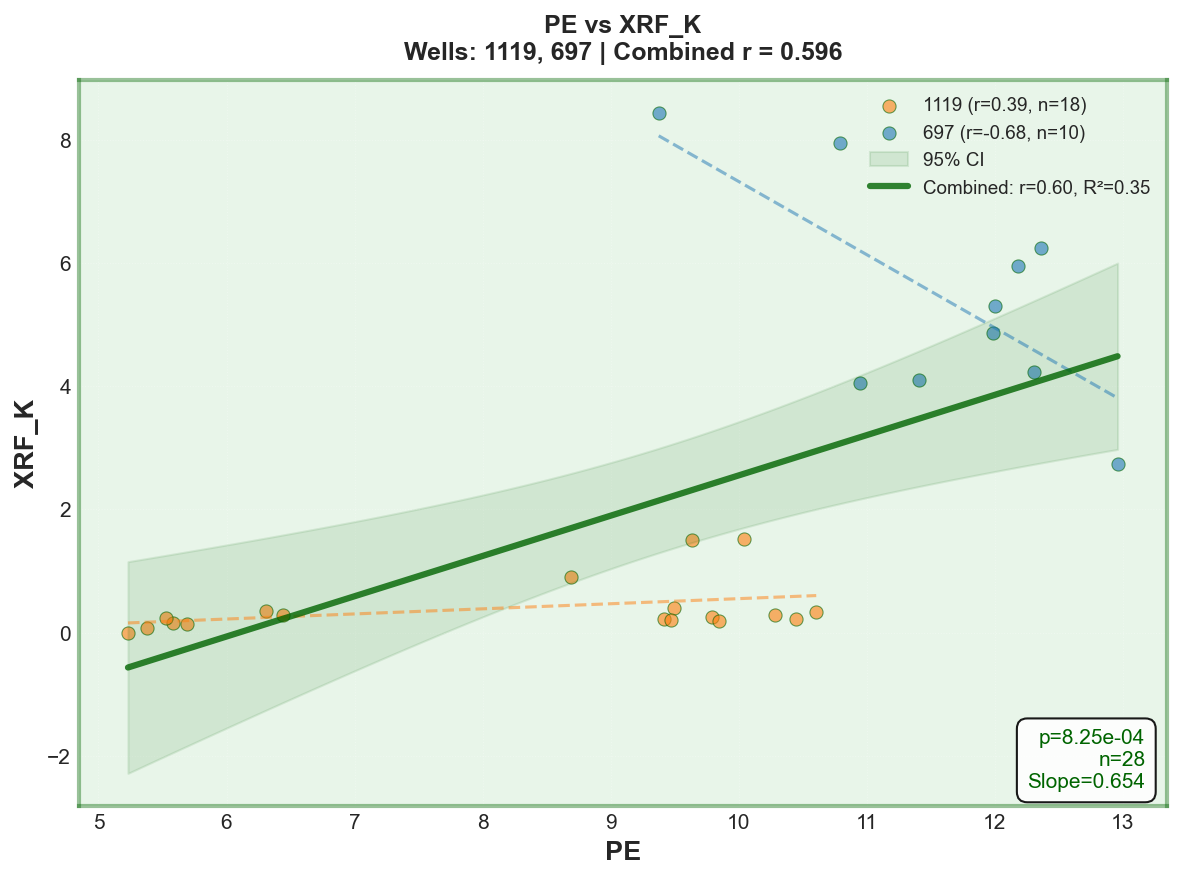 PE vs XRF_K
Wells: 1119, 697 | Combined r = 0.596
1119 (r=0.39, n=18)
697 (r=-0.68, n=10)
95% CI
Combined: r=0.60, R²=0.35
XRF_K
8
6
4
2
0
−2
p=8.25e-04
n=28
Slope=0.654
5 6 7 8 9 10 11 12 13
PE